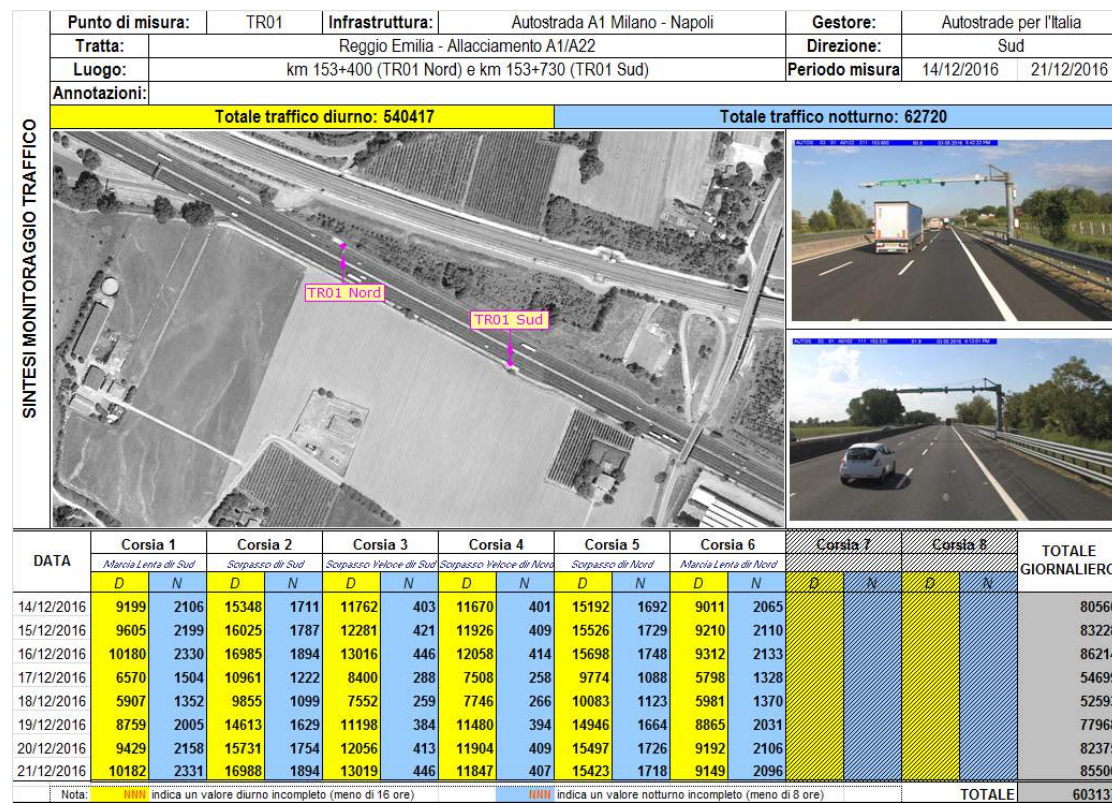 Punto di misura: TR01 Infrastruttura: Autostrada A1 Milano - Napoli Gestore: Autostrade per l'Italia
Tratta: Reggio Emilia - Allacciamento A1/A22 Direzione: Sud
Luogo: km 153+400 (TR01 Nord) e km 153+730 (TR01 Sud) Periodo misura 14/12/2016 21/12/2016
Annotazioni:
Totale traffico diurno: 540417 Totale traffico notturno: 62720
SINTESI MONITORAGGIO TRAFFICO
TR01 Nord
TR01 Sud
DATA Corsia 1 Corsia 2 Corsia 3 Corsia 4 Corsia 5 Corsia 6 Corsia 7 Corsia 8 TOTALE GIORNALIERO
Marcia Lenta dir Sud Sorpasso dir Sud Sorpasso Veloce dir Sud Sorpasso Veloce dir Nord Sorpasso dir Nord Marcia Lenta dir Nord
D N D N D N D N D N D N D N D N
14/12/2016 9199 2106 15348 1711 11762 403 11670 401 15192 1692 9011 2065 8056
15/12/2016 9605 2199 16025 1787 12281 421 11926 409 15526 1729 9210 2110 8322
16/12/2016 10180 2330 16985 1894 13016 446 12058 414 15698 1748 9312 2133 86214
17/12/2016 6570 1504 10961 1222 8400 288 7508 258 9774 1088 5798 1328 54699
18/12/2016 5907 1352 9855 1099 7552 259 7746 266 10083 1123 5981 1370 5259
19/12/2016 8759 2005 14613 1629 11198 384 11480 394 14946 1664 8865 2031 77968
20/12/2016 9429 2158 15731 1754 12056 413 11904 409 15497 1726 9192 2106 8237
21/12/2016 10182 2331 16988 1894 13019 446 11847 407 15423 1718 9149 2096 85500
Nota: NNN indica un valore diurno incompleto (meno di 16 ore) NNN indica un valore notturno incompleto (meno di 8 ore) TOTALE 60313